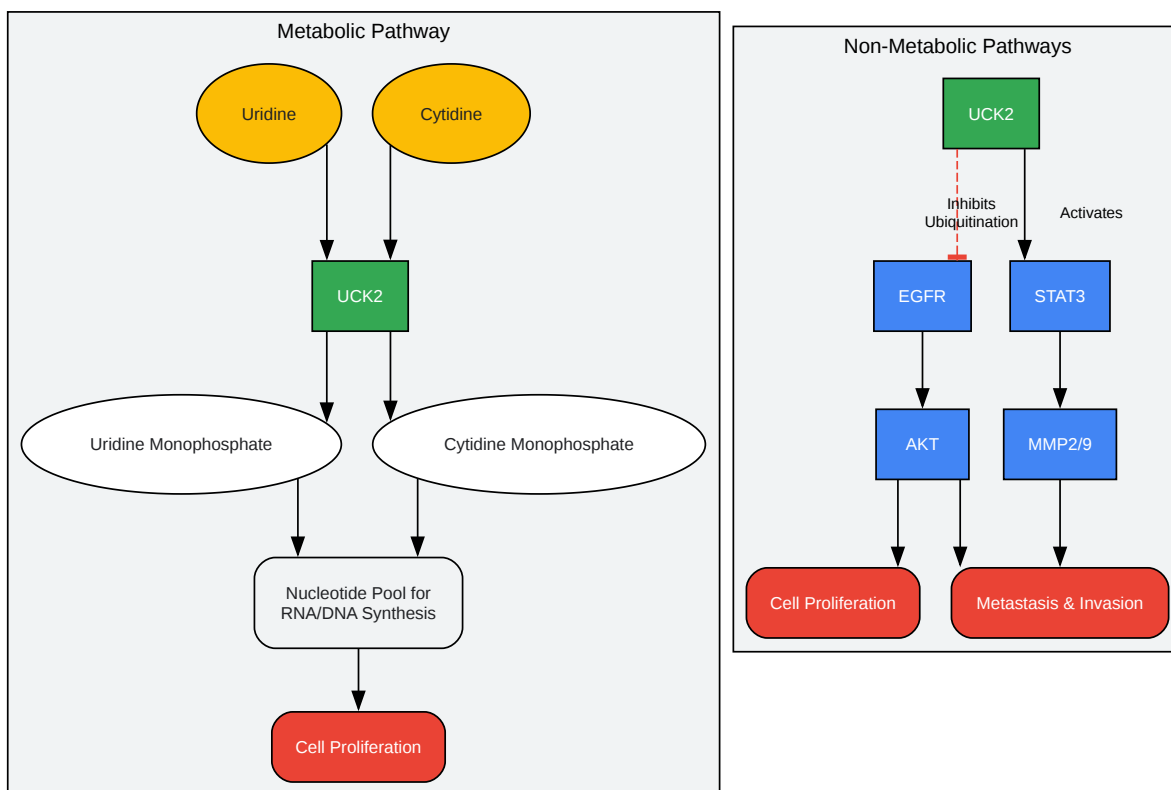 Metabolic Pathway
Uridine
Cytidine
UCK2
Uridine Monophosphate
Cytidine Monophosphate
Nucleotide Pool for
RNA/DNA Synthesis
Cell Proliferation
Non-Metabolic Pathways
UCK2
Inhibits
Ubiquitination
Activates
EGFR
STAT3
AKT
MMP2/9
Cell Proliferation
Metastasis & Invasion